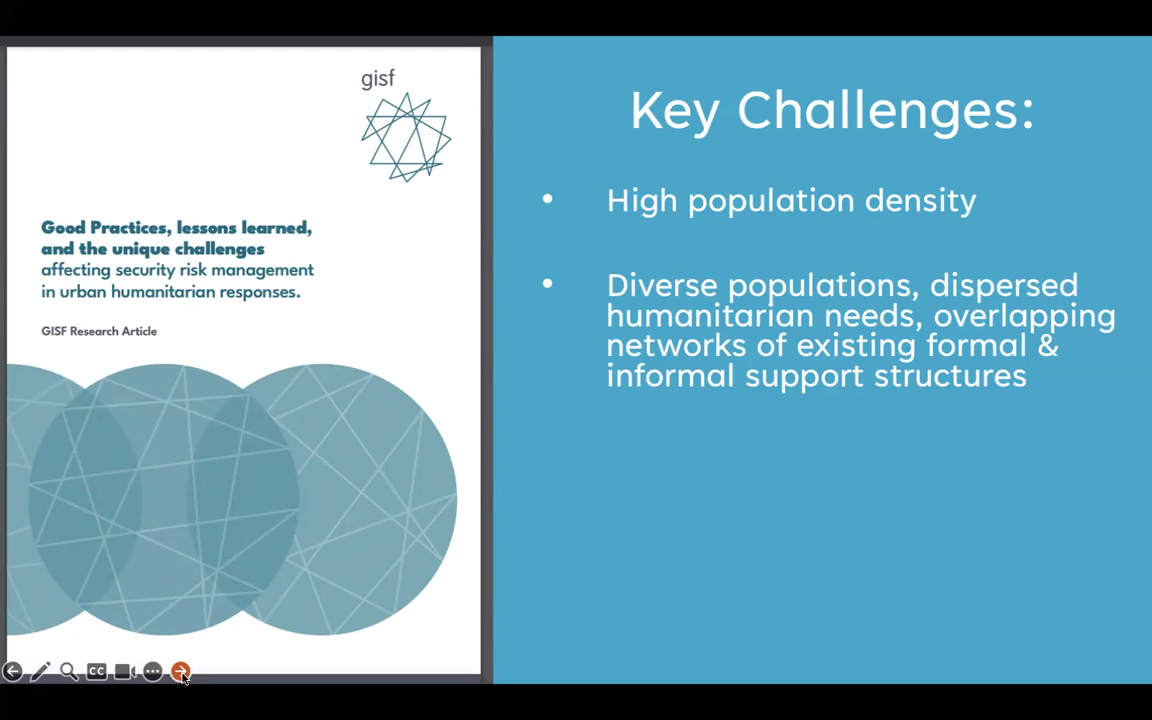 gisf
Good Practices, lessons learned,
and the unique challenges
affecting security risk management
in urban humanitarian responses.
GISF Research Article
Key Challenges:
• High population density
• Diverse populations, dispersed
humanitarian needs, overlapping
networks of existing formal &
informal support structures
CC